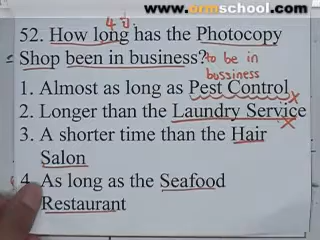 www.ormschool.com
4 ปี
52. How long has the Photocopy
Shop been in business?
to be in
bussiness
1. Almost as long as Pest Control
2. Longer than the Laundry Service
3. A shorter time than the Hair
Salon
4. As long as the Seafood
Restaurant